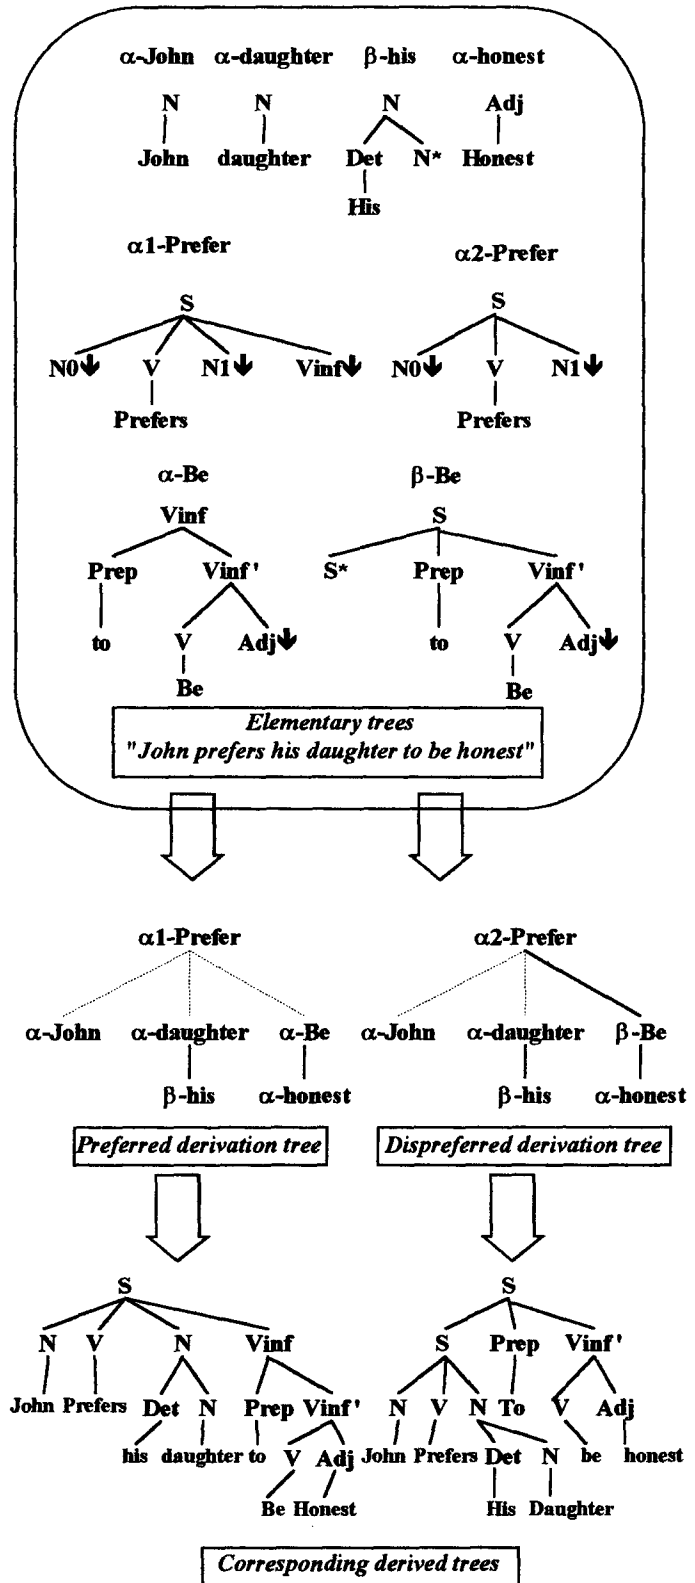 α-John α-daughter β-his α-honest
N N N Adj
John daughter Det N* Honest
His
α1-Prefer α2-Prefer
S S
N0🡇 V N1🡇 Vinf🡇 N0🡇 V N1🡇
Prefers Prefers
α-Be β-Be
Vinf S
Prep Vinf' S* Prep Vinf'
to V Adj🡇 to V Adj🡇
Be Be
Elementary trees
"John prefers his daughter to be honest"
α1-Prefer α2-Prefer
α-John α-daughter α-Be α-John α-daughter β-Be
β-his α-honest β-his α-honest
Preferred derivation tree Dispreferred derivation tree
S S
N V N Vinf S Prep Vinf'
John Prefers Det N Prep Vinf' N V N To V Adj
his daughter to V Adj John Prefers Det N be honest
Be Honest His Daughter
Corresponding derived trees